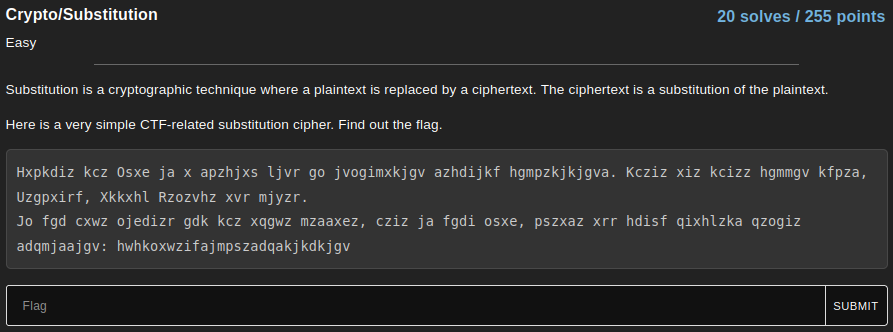 Crypto/Substitution
20 solves / 255 points
Easy
Substitution is a cryptographic technique where a plaintext is replaced by a ciphertext. The ciphertext is a substitution of the plaintext.
Here is a very simple CTF-related substitution cipher. Find out the flag.
Hxpkdiz kcz Osxe ja x apzhjxs ljvr go jvogimxkjgv azhdijkf hgmpzkjkjgva. Kcziz xiz kcizz hgmmgv kfpza,
Uzgpxirf, Xkkxhl Rzozvhz xvr mjyzr.
Jo fgd cxwz ojedizr gdk kcz xqgwz mzaaxez, cziz ja fgdi osxe, pszxaz xrr hdisf qixhlzka qzogiz
adqmjaajgv: hwhkoxwzifajmpszadqakjkdkjgv
Flag
SUBMIT